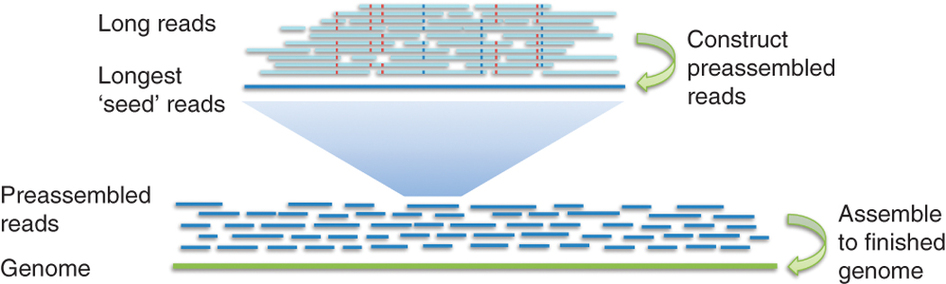 Long reads
Longest
‘seed’ reads
Construct
preassembled
reads
Preassembled
reads
Genome
Assemble
to finished
genome